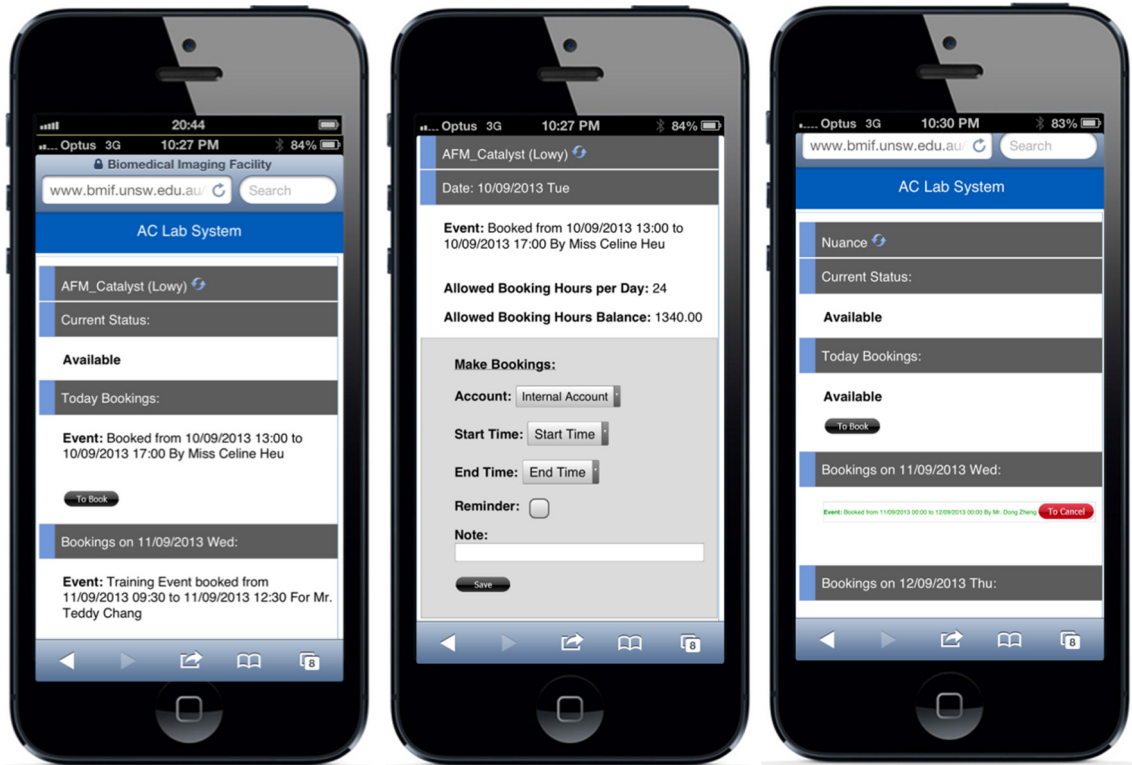 20:44
Optus 3G 10:27 PM 84%
Biomedical Imaging Facility
www.bmif.unsw.edu.au/ Search
AC Lab System
AFM_Catalyst (Lowy)
Current Status:
Available
Today Bookings:
Event: Booked from 10/09/2013 13:00 to
10/09/2013 17:00 By Miss Celine Heu
To Book
Bookings on 11/09/2013 Wed:
Event: Training Event booked from
11/09/2013 09:30 to 11/09/2013 12:30 For Mr.
Teddy Chang
8
Optus 3G 10:27 PM 84%
AFM_Catalyst (Lowy)
Date: 10/09/2013 Tue
Event: Booked from 10/09/2013 13:00 to
10/09/2013 17:00 By Miss Celine Heu
Allowed Booking Hours per Day: 24
Allowed Booking Hours Balance: 1340.00
Make Bookings:
Account: Internal Account
Start Time: Start Time
End Time: End Time
Reminder:
Note:
Save
8
Optus 3G 10:30 PM 83%
www.bmif.unsw.edu.au/ Search
AC Lab System
Nuance
Current Status:
Available
Today Bookings:
Available
To Book
Bookings on 11/09/2013 Wed:
Event: Booked from 11/09/2013 00:00 to 12/09/2013 00:00 By Mr. Dong Zheng To Cancel
Bookings on 12/09/2013 Thu:
8